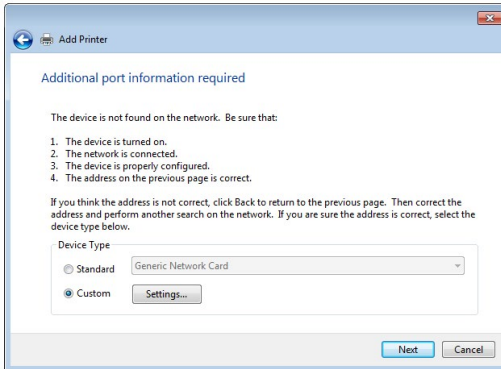 Add Printer
Additional port information required
The device is not found on the network. Be sure that:
1. The device is turned on.
2. The network is connected.
3. The device is properly configured.
4. The address on the previous page is correct.
If you think the address is not correct, click Back to return to the previous page. Then correct the
address and perform another search on the network. If you are sure the address is correct, select the
device type below.
Device Type
Standard Generic Network Card
Custom Settings...
Next Cancel